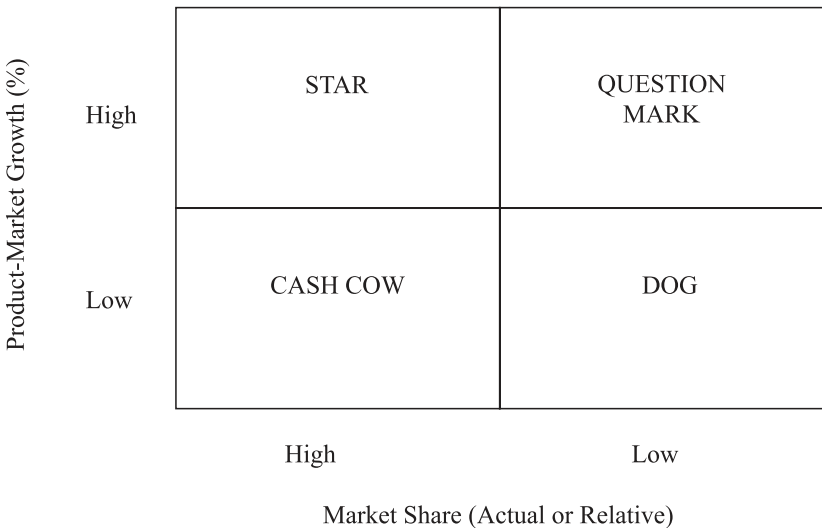 Product-Market Growth (%)
High
STAR
QUESTION
MARK
Low
CASH COW
DOG
High
Low
Market Share (Actual or Relative)